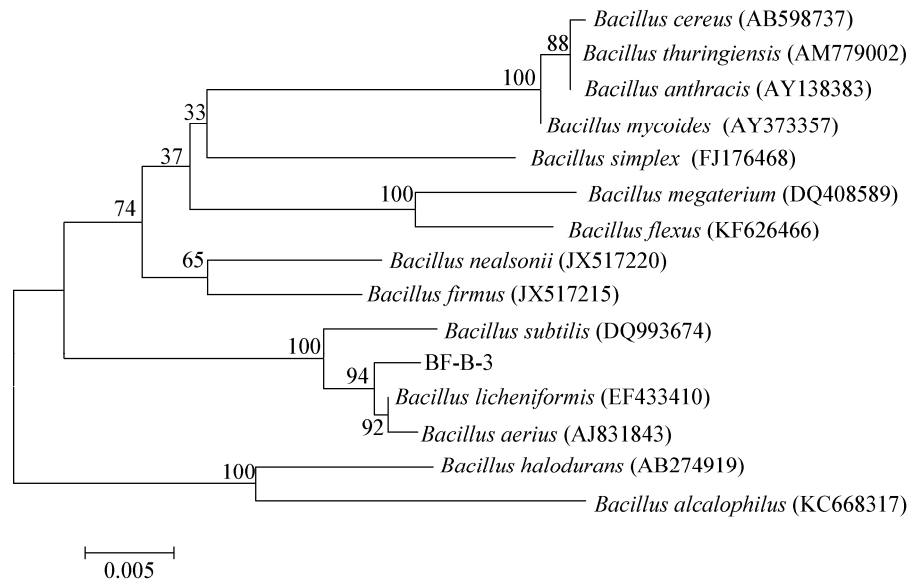 Bacillus cereus (AB598737)
88
Bacillus thuringiensis (AM779002)
100
Bacillus anthracis (AY138383)
33
Bacillus mycoides (AY373357)
37
Bacillus simplex (FJ176468)
100
Bacillus megaterium (DQ408589)
74
Bacillus flexus (KF626466)
65
Bacillus nealsonii (JX517220)
Bacillus firmus (JX517215)
Bacillus subtilis (DQ993674)
100
BF-B-3
94
Bacillus licheniformis (EF433410)
92
Bacillus aerius (AJ831843)
100
Bacillus halodurans (AB274919)
Bacillus alcalophilus (KC668317)
0.005